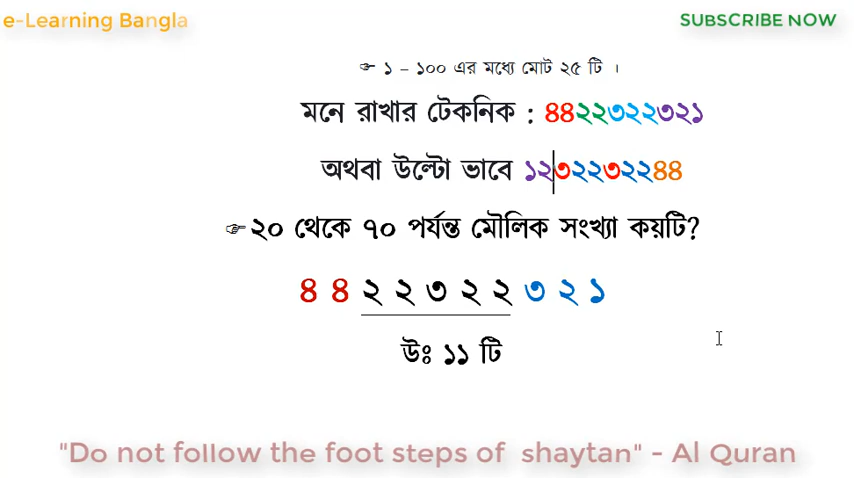 e-Learning Bangla
SUBSCRIBE NOW
☞ ১ – ১০০ এর মধ্যে মোট ২৫ টি ।
মনে রাখার টেকনিক : ৪৪২২৩২২৩২১
অথবা উল্টো ভাবে ১২৩২২৩২২৪৪
☞২০ থেকে ৭০ পর্যন্ত মৌলিক সংখ্যা কয়টি?
৪ ৪ ২ ২ ৩ ২ ২ ৩ ২ ১
উঃ ১১ টি
"Do not follow the foot steps of shaytan" - Al Quran